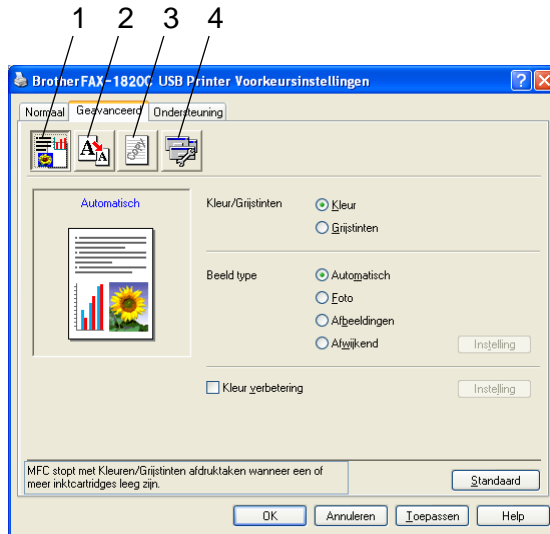 1 2 3 4
Brother FAX-1820C USB Printer Voorkeursinstellingen
Normaal Geavanceerd Ondersteuning
Automatisch
Kleur/Grijstinten
Kleur
Grijstinten
Beeld type
Automatisch
Foto
Afbeeldingen
Afwijkend
Instelling
Kleur verbetering
Instelling
MFC stopt met Kleuren/Grijstinten afdruktaken wanneer een of
meer inktcartridges leeg zijn.
Standaard
OK Annuleren Toepassen Help